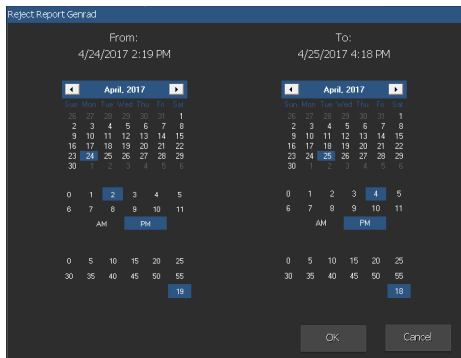 Reject Report Genrad
From:
4/24/2017 2:19 PM
April, 2017
Sun Mon Tue Wed Thu Fri Sat
26 27 28 29 30 31 1
2 3 4 5 6 7 8
9 10 11 12 13 14 15
16 17 18 19 20 21 22
23 24 25 26 27 28 29
30 1 2 3 4 5 6
0 1 2 3 4 5
6 7 8 9 10 11
AM PM
0 5 10 15 20 25
30 35 40 45 50 55
19
To:
4/25/2017 4:18 PM
April, 2017
Sun Mon Tue Wed Thu Fri Sat
26 27 28 29 30 31 1
2 3 4 5 6 7 8
9 10 11 12 13 14 15
16 17 18 19 20 21 22
23 24 25 26 27 28 29
30 1 2 3 4 5 6
0 1 2 3 4 5
6 7 8 9 10 11
AM PM
0 5 10 15 20 25
30 35 40 45 50 55
18
OK Cancel